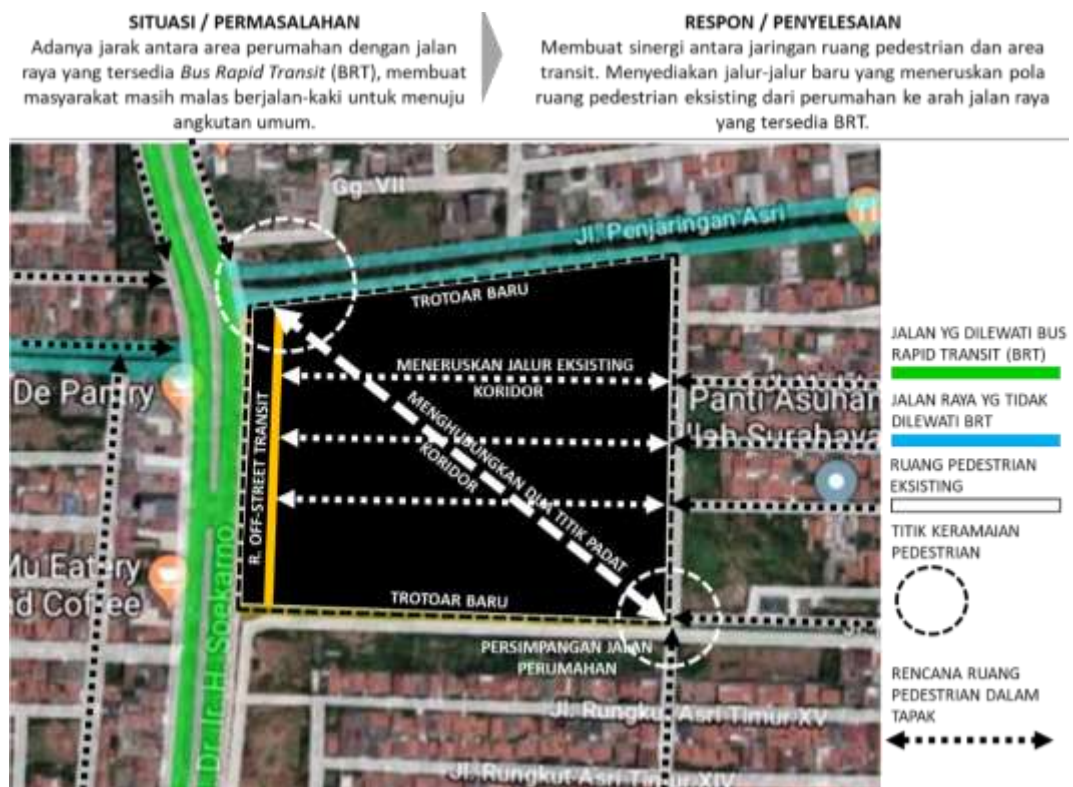 SITUASI / PERMASALAHAN
Adanya jarak antara area perumahan dengan jalan
raya yang tersedia Bus Rapid Transit (BRT), membuat
masyarakat masih malas berjalan-kaki untuk menuju
angkutan umum.
RESPON / PENYELESAIAN
Membuat sinergi antara jaringan ruang pedestrian dan area
transit. Menyediakan jalur-jalur baru yang meneruskan pola
ruang pedestrian eksisting dari perumahan ke arah jalan raya
yang tersedia BRT.
Gg. VII
Jl. Penjaringan Asri
TROTOAR BARU
MENERUSKAN JALUR EKSISTING
KORIDOR
De Pantry
Panti Asuhan
Surabaya
MENGHUBUNGKAN DUA TITIK PADAT
KORIDOR
R. OFF-STREET TRANSIT
Dr. Ir. H. Soekarno
Mu Eatery
nd Coffee
TROTOAR BARU
PERSIMPANGAN JALAN
PERUMAHAN
Jl. Rungkut Asri Timur XV
Jl. Rungkut Asri Timur XIV
JALAN YG DILEWATI BUS
RAPID TRANSIT (BRT)
JALAN RAYA YG TIDAK
DILEWATI BRT
RUANG PEDESTRIAN
EKSISTING
TITIK KERAMAIAN
PEDESTRIAN
RENCANA RUANG
PEDESTRIAN DALAM
TAPAK